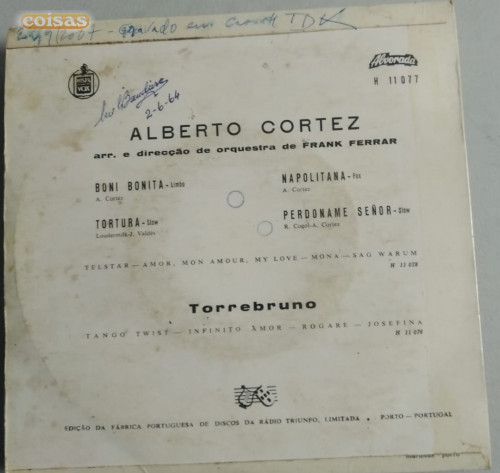 coisas
gravado em TDK
Alvorada
H 11 077
2-6-64
ALBERTO CORTEZ
arr. e direcção de orquestra de FRANK FERRAR
BONI BONITA - Limbo
A. Cortez
NAPOLITANA - Fox
A. Cortez
TORTURA - Slow
Loudermilk-J.
PERDONAME SEÑOR - Slow
A. Cortez
TELSTAR — AMOR, MON AMOUR, MY LOVE — MONA — SAG WARUM
H 11 028
Torrebruno
TANGO TWIST — INFINITO AMOR — ROGARE — JOSEFINA
H 11 026
EDIÇÃO DA FÁBRICA PORTUGUESA DE DISCOS DA RÁDIO TRIUNFO, LIMITADA • PORTO — PORTUGAL